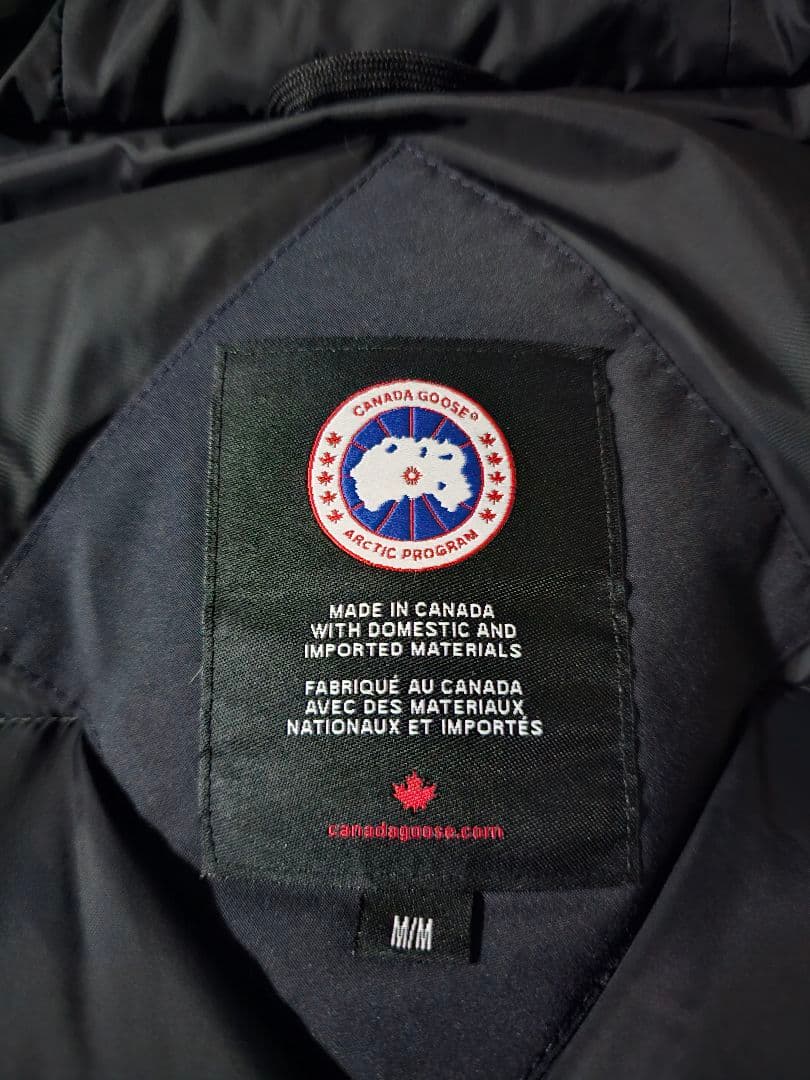 CANADA GOOSE®
ARCTIC PROGRAM
MADE IN CANADA
WITH DOMESTIC AND
IMPORTED MATERIALS
FABRIQUÉ AU CANADA
AVEC DES MATERIAUX
NATIONAUX ET IMPORTÉS
canadagoose.com
M/M